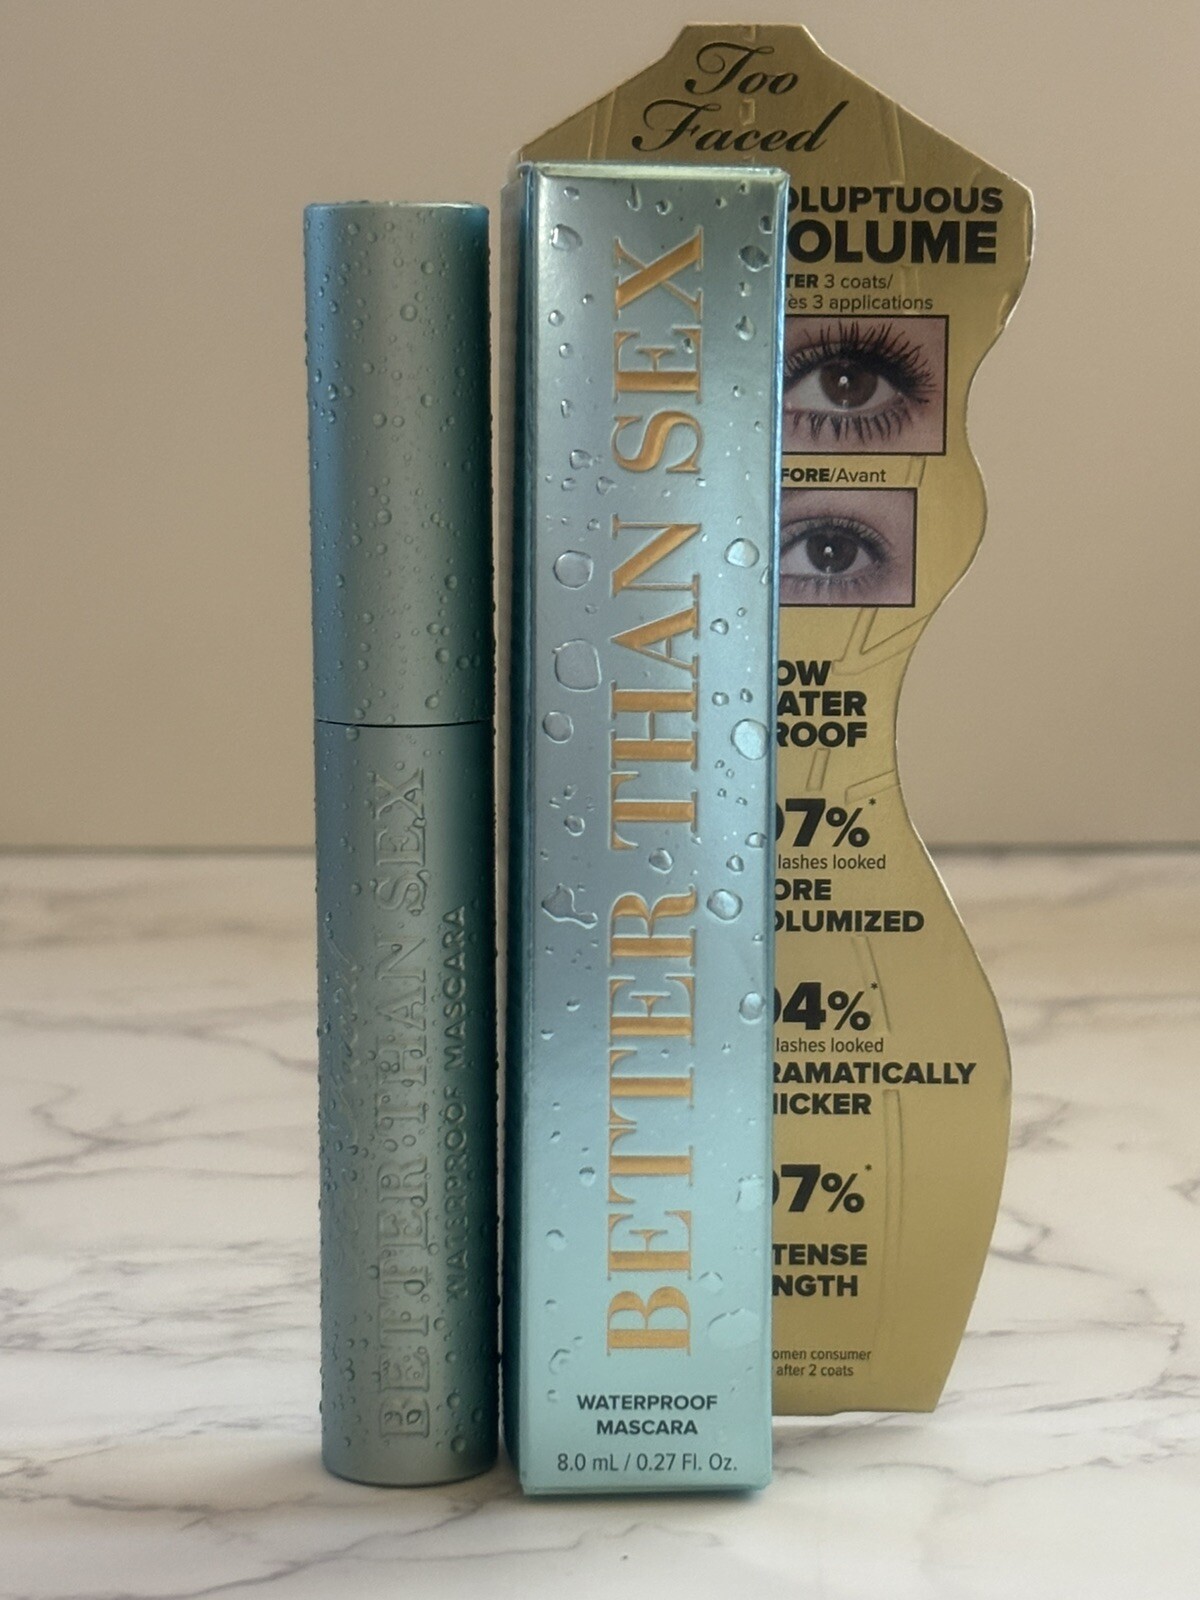 Too
Faced
OLUPTUOUS
OLUME
TER 3 coats/
ès 3 applications
FORE/Avant
OW
ATER
ROOF
97%*
lashes looked
ORE
OLUMIZED
94%*
lashes looked
RAMATICALLY
HICKER
97%*
TENSE
NGTH
omen consumer
after 2 coats
BETTER THAN SEX
WATERPROOF
MASCARA
8.0 mL / 0.27 Fl. Oz.
BETTER THAN SEX
WATERPROOF MASCARA